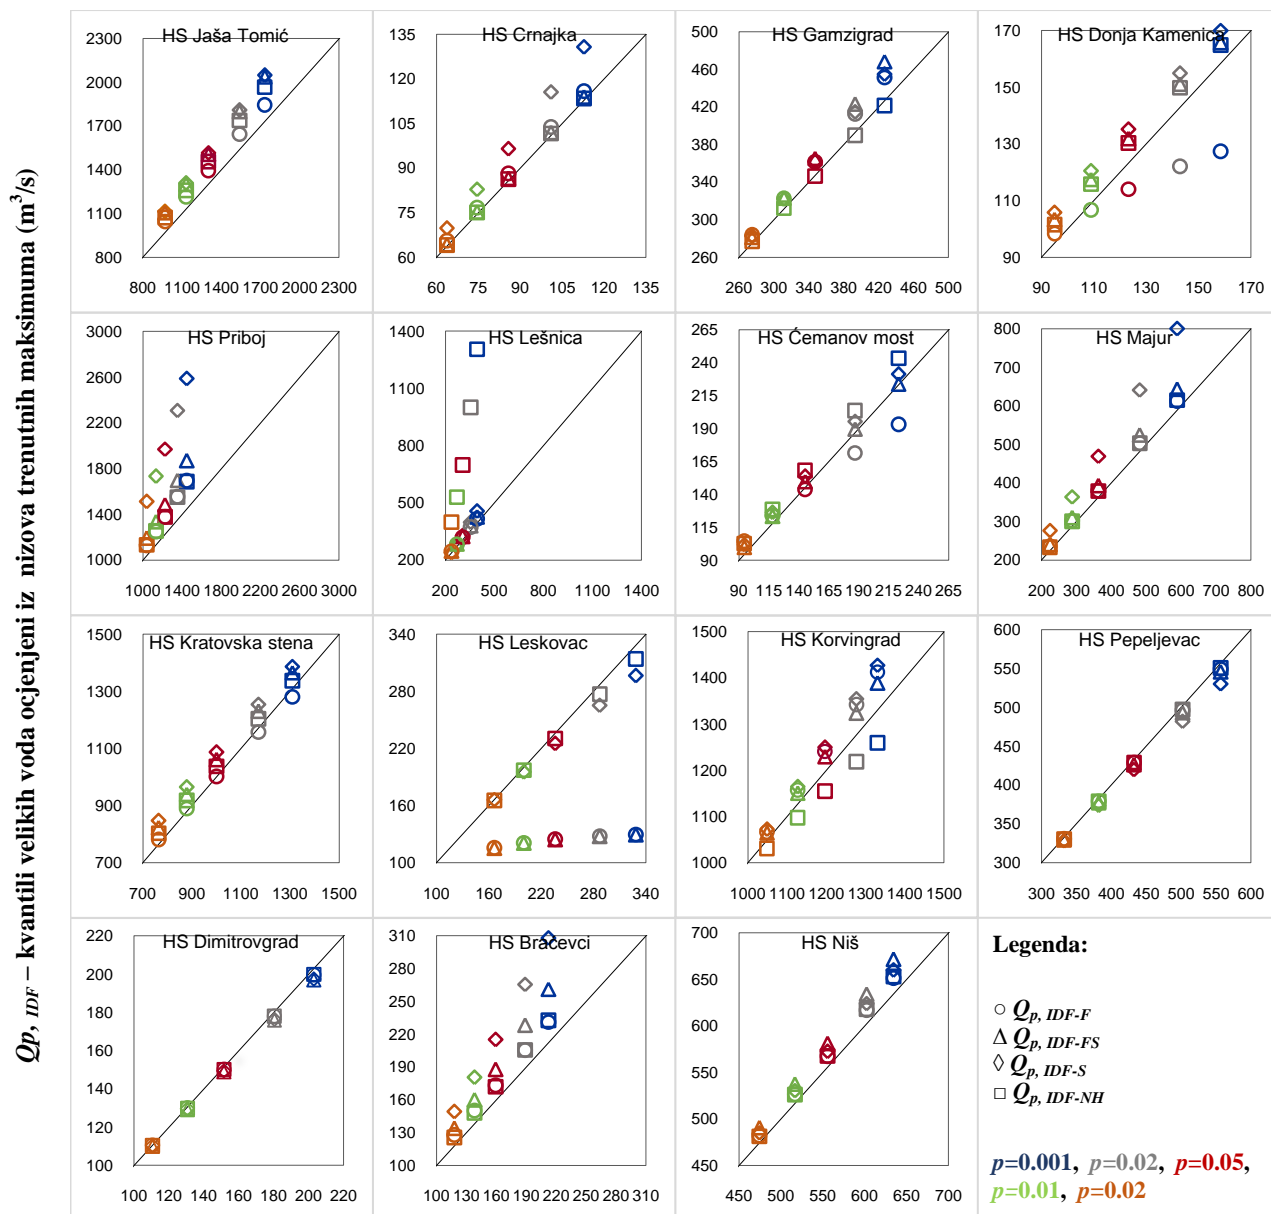 Qp, IDF – kvantili velikih voda ocjenjeni iz nizova trenutnih maksimuma (m³/s)
HS Jaša Tomić
2300
2000
1700
1400
1100
800
800 1100 1400 1700 2000 2300
HS Crnajka
135
120
105
90
75
60
60 75 90 105 120 135
HS Gamzigrad
500
460
420
380
340
300
260
260 300 340 380 420 460 500
HS Donja Kamenica
170
150
130
110
90
90 110 130 150 170
HS Priboj
3000
2600
2200
1800
1400
1000
1000 1400 1800 2200 2600 3000
HS Lešnica
1400
1100
800
500
200
200 500 800 1100 1400
HS Ćemanov most
265
240
215
190
165
140
115
90
90 115 140 165 190 215 240 265
HS Majur
800
700
600
500
400
300
200
200 300 400 500 600 700 800
HS Kratovska stena
1500
1300
1100
900
700
700 900 1100 1300 1500
HS Leskovac
340
280
220
160
100
100 160 220 280 340
HS Korvingrad
1500
1400
1300
1200
1100
1000
1000 1100 1200 1300 1400 1500
HS Pepeljevac
600
550
500
450
400
350
300
300 350 400 450 500 550 600
HS Dimitrovgrad
220
200
180
160
140
120
100
100 120 140 160 180 200 220
HS Bračevci
310
280
250
220
190
160
130
100
100 130 160 190 220 250 280 310
HS Niš
700
650
600
550
500
450
450 500 550 600 650 700
Legenda:
○ Qp, IDF-F
△ Qp, IDF-FS
◇ Qp, IDF-S
□ Qp, IDF-NH
p=0.001, p=0.02, p=0.05,
p=0.01, p=0.02